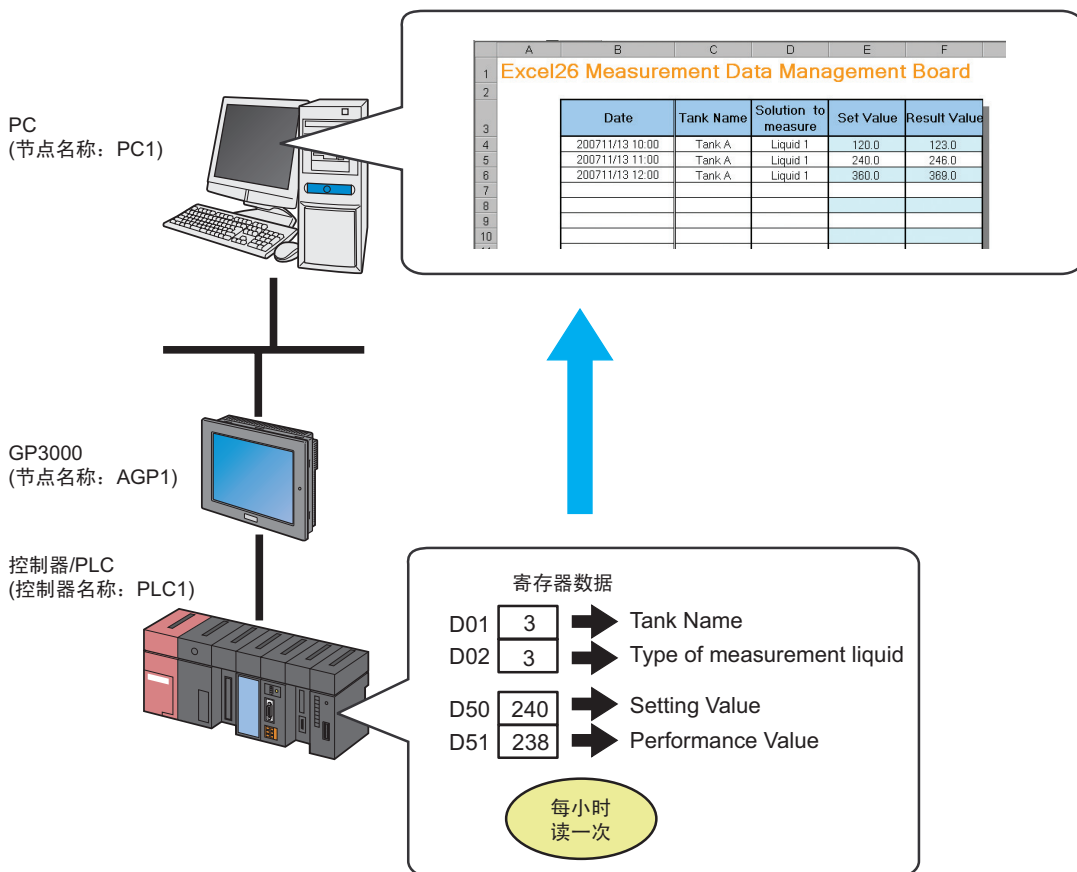 A B C D E F
1 Excel26 Measurement Data Management Board
2
3 Date Tank Name Solution to measure Set Value Result Value
4 200711/13 10:00 Tank A Liquid 1 120.0 123.0
5 200711/13 11:00 Tank A Liquid 1 240.0 246.0
6 200711/13 12:00 Tank A Liquid 1 360.0 369.0
7
8
9
10
PC
(节点名称：PC1)
GP3000
(节点名称：AGP1)
控制器/PLC
(控制器名称：PLC1)
寄存器数据
D01 3 Tank Name
D02 3 Type of measurement liquid
D50 240 Setting Value
D51 238 Performance Value
每小时
读一次